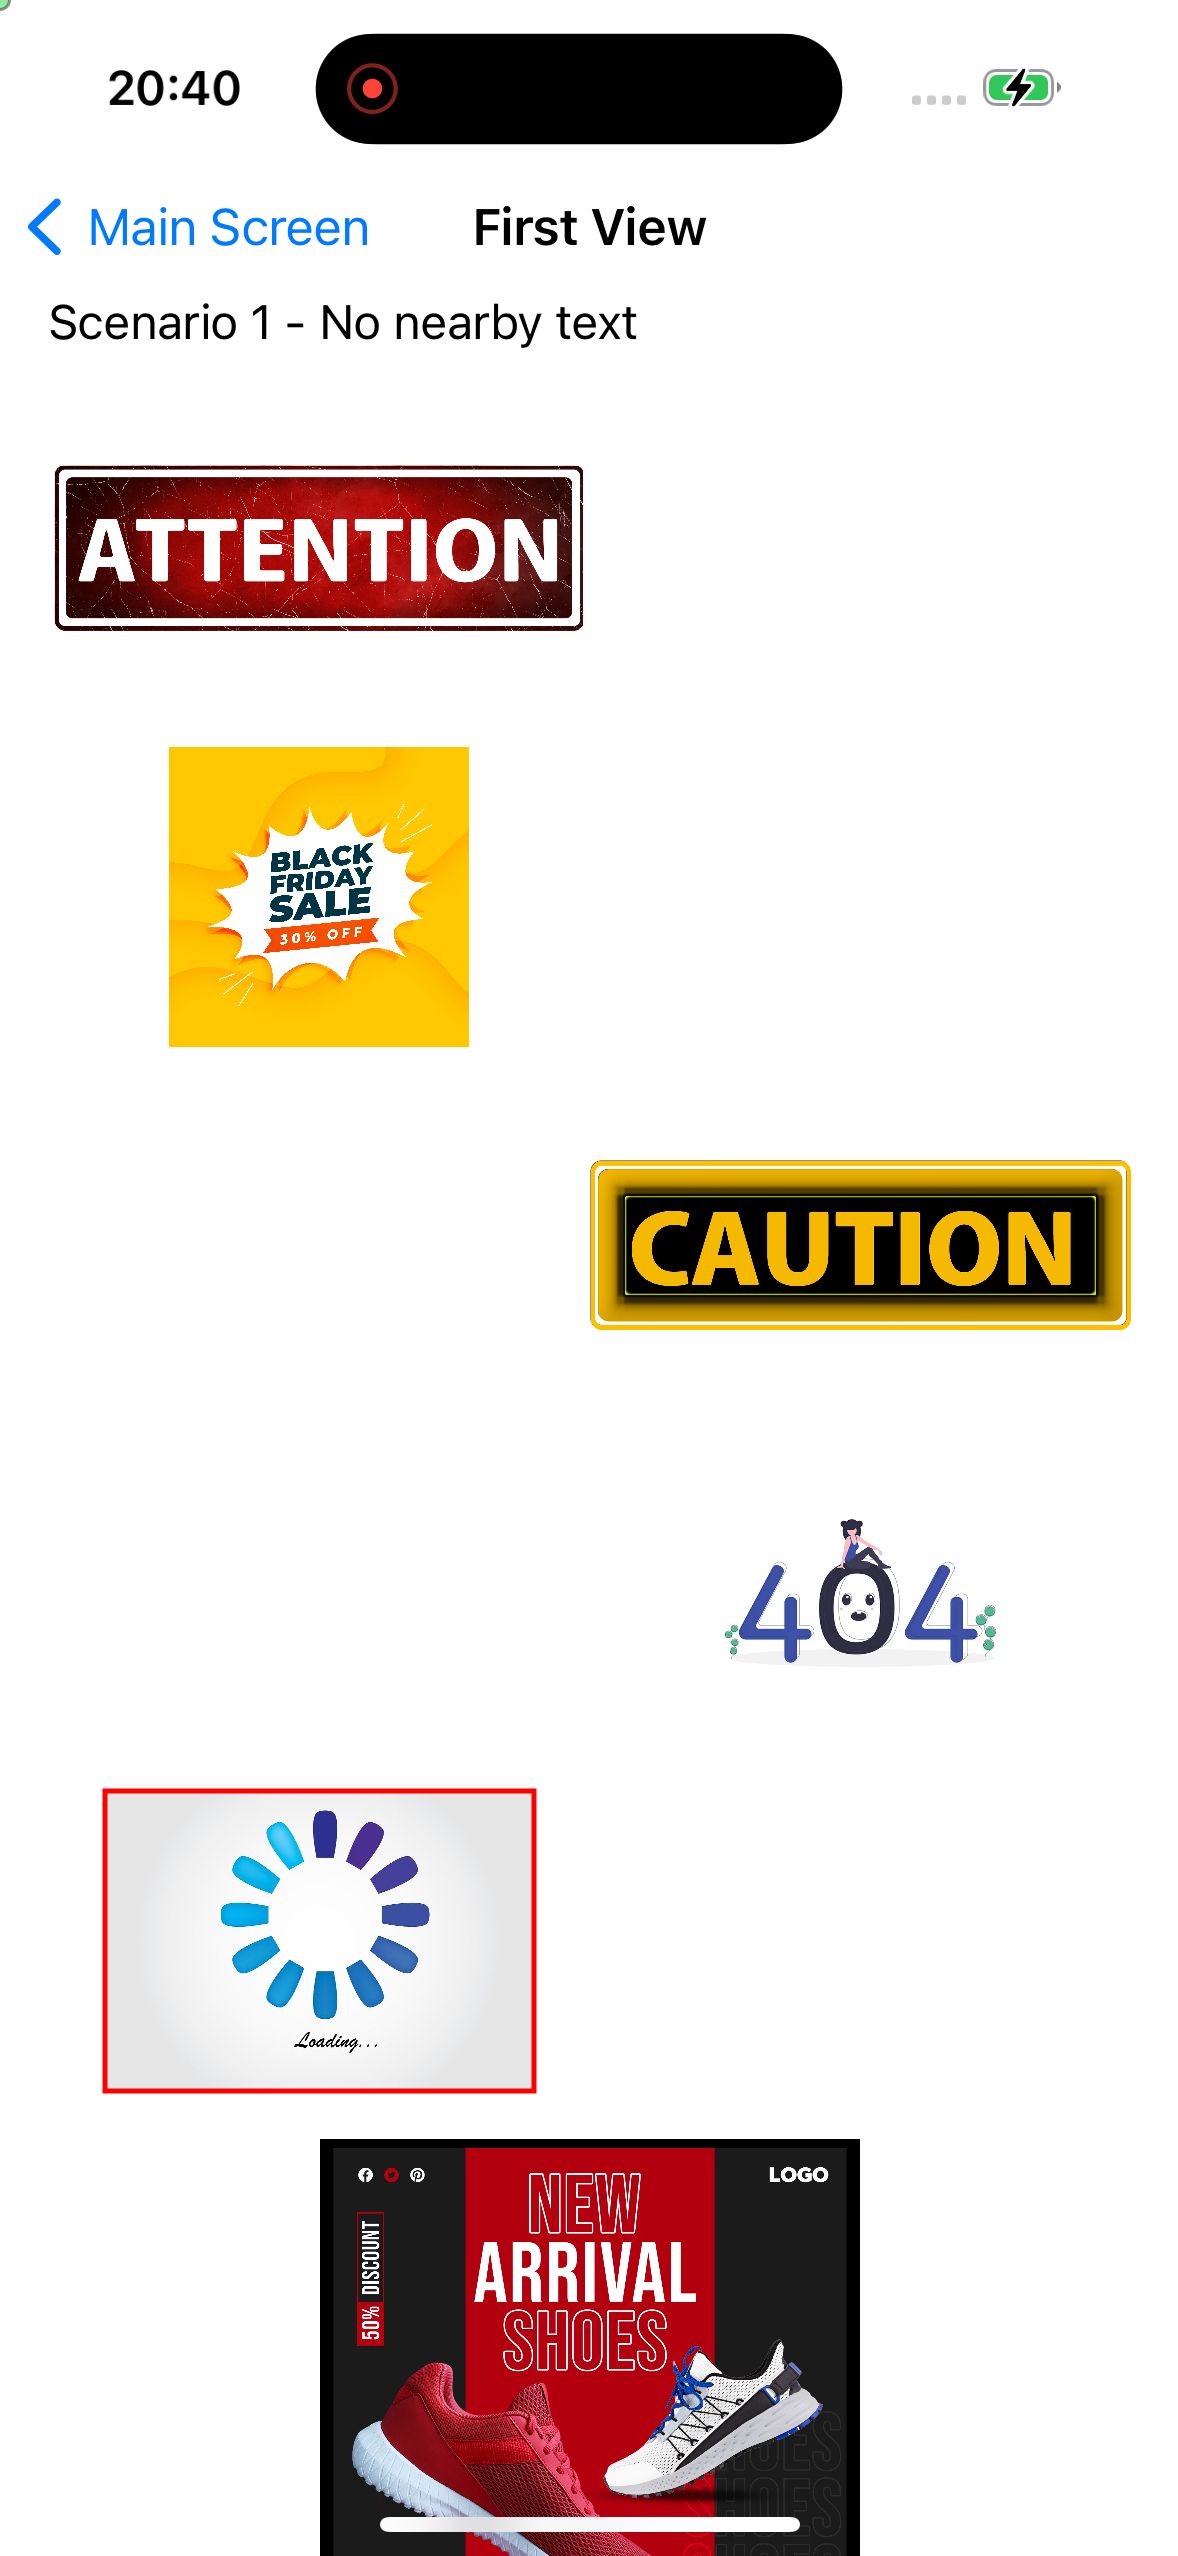 20:40
Main Screen
First View
Scenario 1 - No nearby text
ATTENTION
BLACK
FRIDAY
SALE
30% OFF
CAUTION
404
Loading...
LOGO
NEW
ARRIVAL
SHOES
50% DISCOUNT
SHOES
SHOES